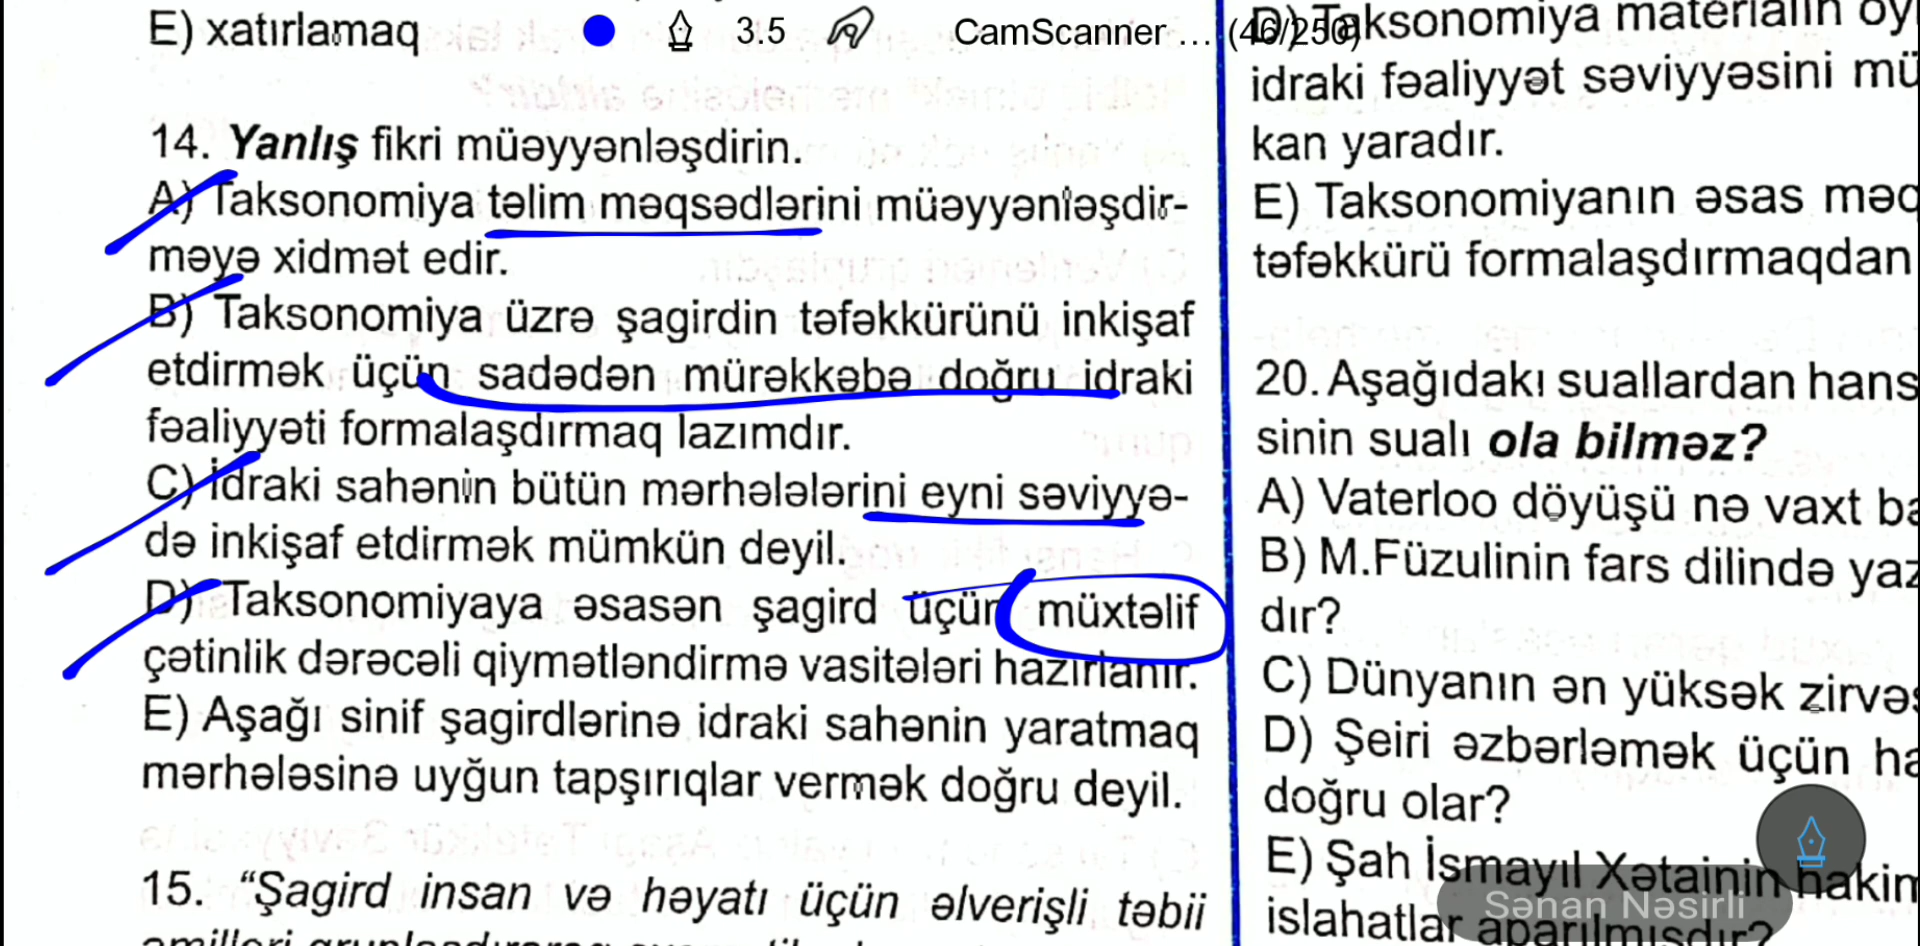 E) xatırlamaq
3.5
CamScanner ... (46/250)
14. Yanlış fikri müəyyənləşdirin.
A) Taksonomiya təlim məqsədlərini müəyyənləşdir-
məyə xidmət edir.
B) Taksonomiya üzrə şagirdin təfəkkürünü inkişaf
etdirmək üçün sadədən mürəkkəbə doğru idraki
fəaliyyəti formalaşdırmaq lazımdır.
C) İdraki sahənin bütün mərhələlərini eyni səviyyə-
də inkişaf etdirmək mümkün deyil.
D) Taksonomiyaya əsasən şagird üçün müxtəlif
çətinlik dərəcəli qiymətləndirmə vasitələri hazırlanır.
E) Aşağı sinif şagirdlərinə idraki sahənin yaratmaq
mərhələsinə uyğun tapşırıqlar vermək doğru deyil.
15. “Şagird insan və həyatı üçün əlverişli təbii
D) Taksonomiya materialın
idraki fəaliyyət səviyyəsini
kan yaradır.
E) Taksonomiyanın əsas
təfəkkürü formalaşdırmaqdan
20. Aşağıdakı suallardan
sinin sualı ola bilməz?
A) Vaterloo döyüşü nə vaxt
B) M.Füzulinin fars dilində
dır?
C) Dünyanın ən yüksək
D) Şeiri əzbərləmək üçün
doğru olar?
E) Şah İsmayıl Xətainin
islahatlar aparılmışdır?
Sənan Nəsirli